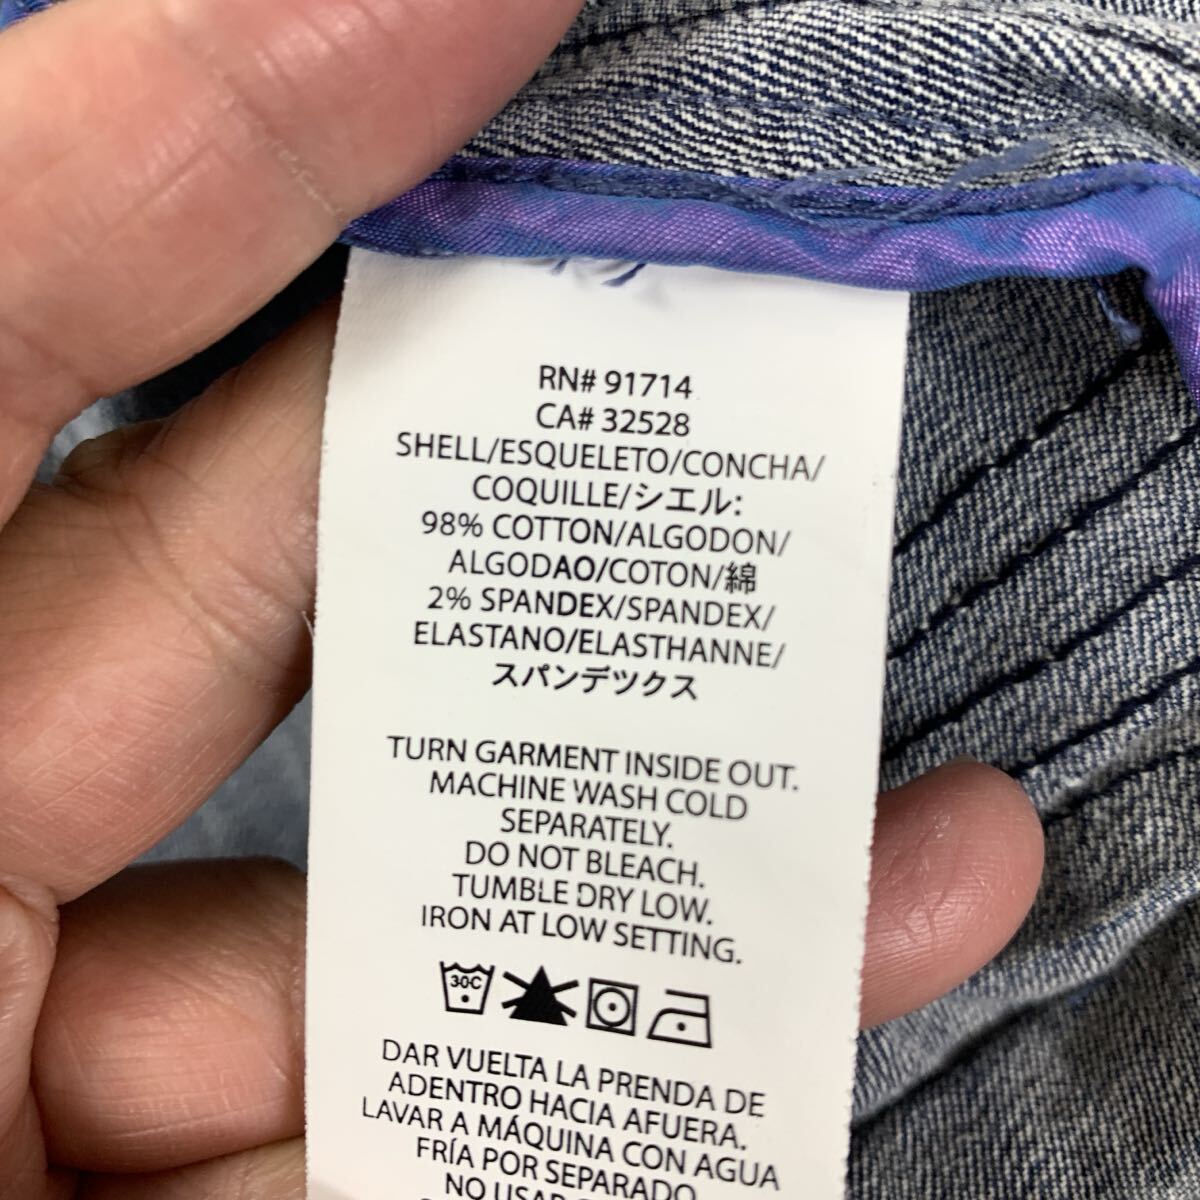 RN# 91714
CA# 32528
SHELL/ESQUELETO/CONCHA/
COQUILLE/シエル:
98% COTTON/ALGODON/
ALGODAO/COTON/綿
2% SPANDEX/SPANDEX/
ELASTANO/ELASTHANNE/
スパンデツクス
TURN GARMENT INSIDE OUT.
MACHINE WASH COLD
SEPARATELY.
DO NOT BLEACH.
TUMBLE DRY LOW.
IRON AT LOW SETTING.
30C
DAR VUELTA LA PRENDA DE
ADENTRO HACIA AFUERA.
LAVAR A MÁQUINA CON AGUA
FRÍA POR SEPARADO.
NO USAR